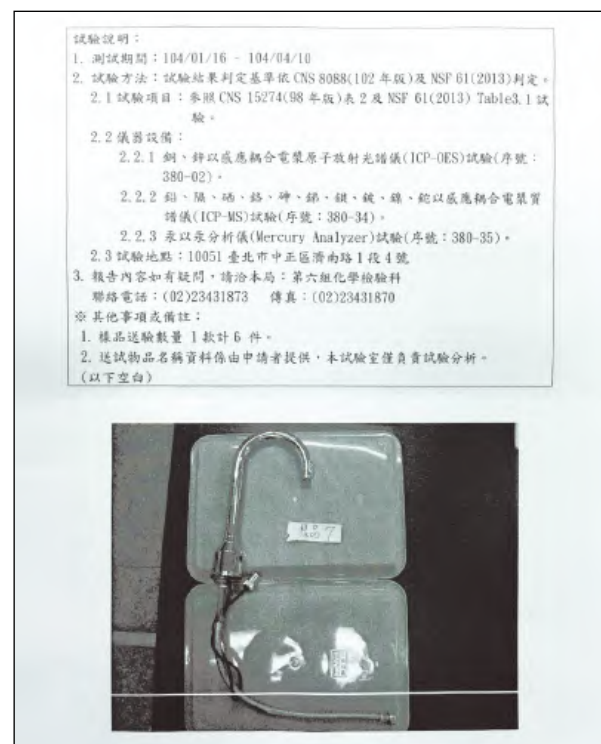 試驗說明：
1. 測試期間：104/01/16 - 104/04/10
2. 試驗方法：試驗結果判定基準依 CNS 8088(102 年版)及 NSF 61(2013)判定。
2.1 試驗項目：參照 CNS 15274(98 年版)表 2 及 NSF 61(2013) Table3.1 試
驗。
2.2 儀器設備：
2.2.1 銅、鋅以感應耦合電漿原子放射光譜儀(ICP-OES)試驗(序號：
380-02)。
2.2.2 鉛、鎘、硒、鉻、砷、銻、鈹、鎳、鉈以感應耦合電漿質
譜儀(ICP-MS)試驗(序號：380-34)。
2.2.3 汞以汞分析儀(Mercury Analyzer)試驗(序號：380-35)。
2.3 試驗地點：10051 臺北市中正區濟南路 1 段 4 號
3. 報告內容如有疑問，請洽本局：第六組化學檢驗科
聯絡電話：(02)23431873 傳真：(02)23431870
※ 其他事項或備註：
1. 樣品送驗數量 1 款計 6 件。
2. 送試物品名稱資料係由申請者提供，本試驗室僅負責試驗分析。
(以下空白)
樣品 7